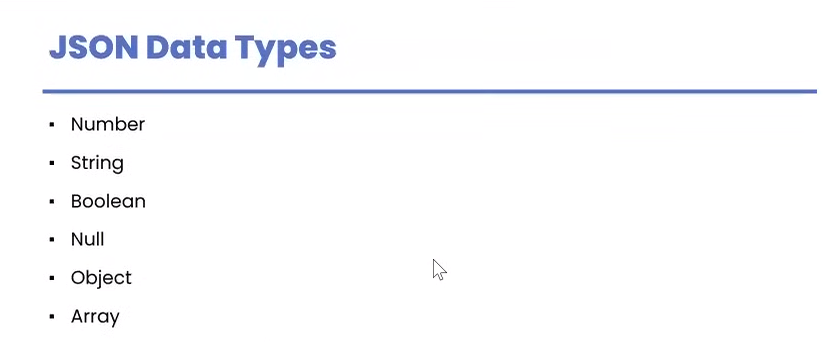 JSON Data Types
▪ Number
▪ String
▪ Boolean
▪ Null
▪ Object
▪ Array